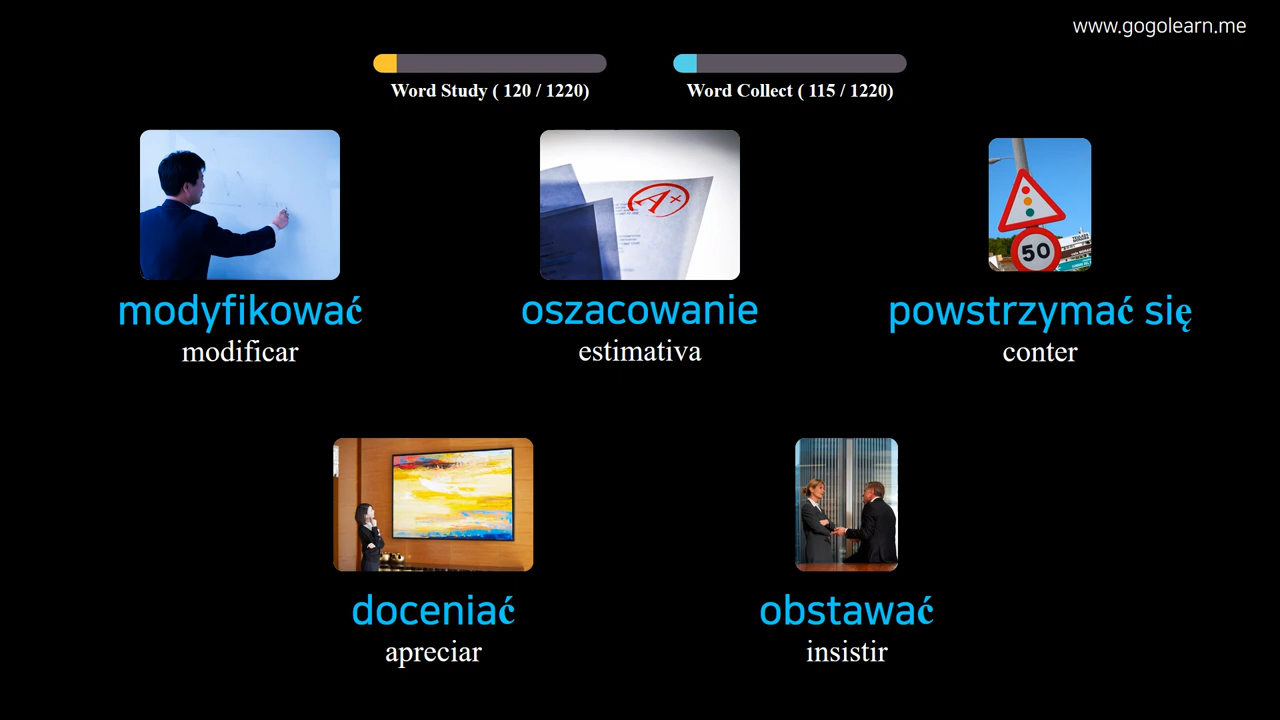 www.gogolearn.me
Word Study ( 120 / 1220)
Word Collect ( 115 / 1220)
A+
50
modyfikować
modificar
oszacowanie
estimativa
powstrzymać się
conter
doceniać
apreciar
obstawać
insistir